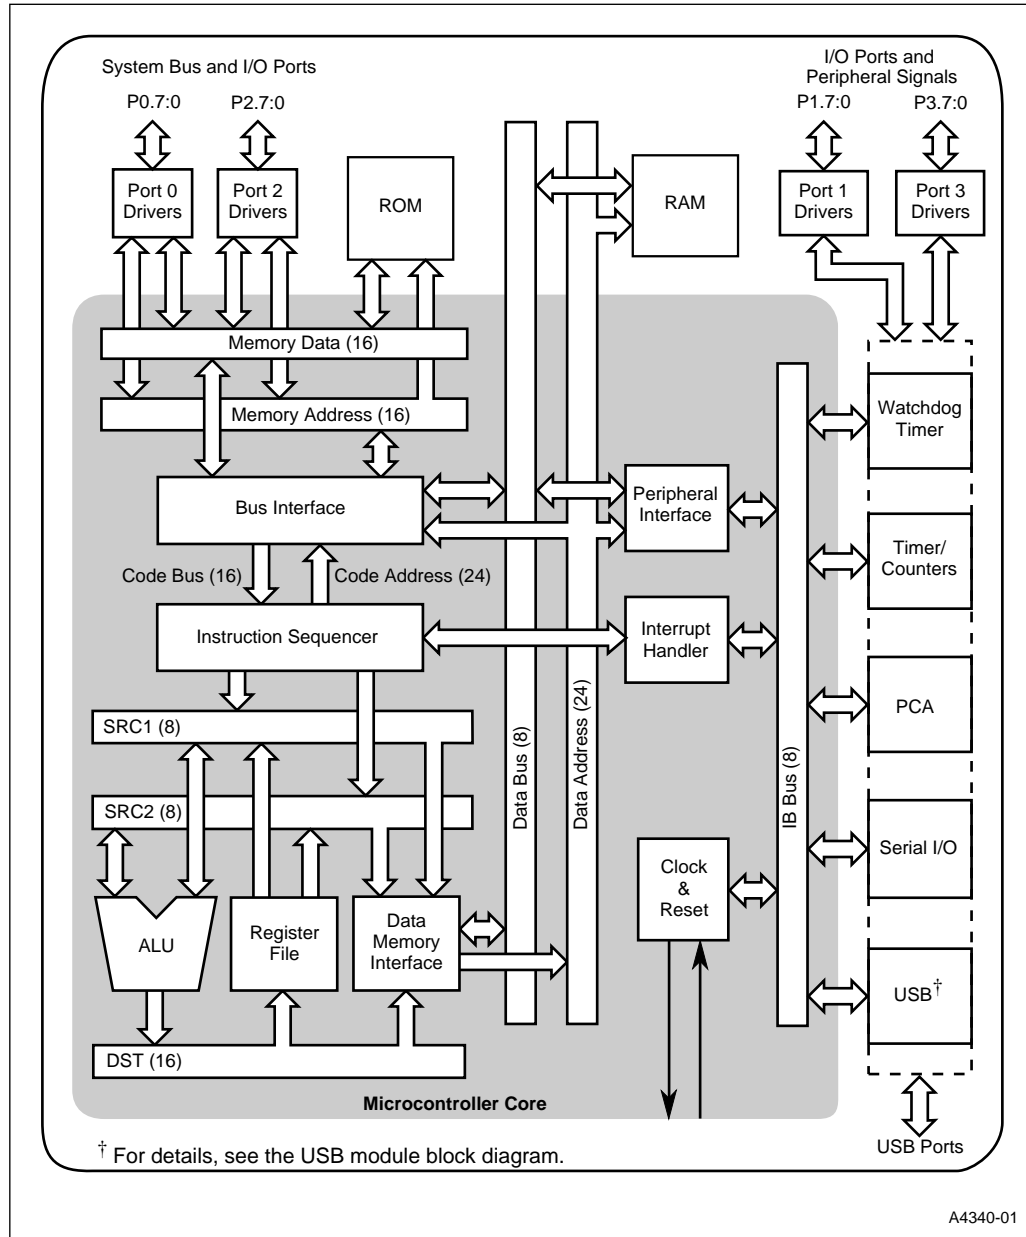 System Bus and I/O Ports
I/O Ports and
Peripheral Signals
P0.7:0
P2.7:0
P1.7:0
P3.7:0
Port 0
Drivers
Port 2
Drivers
ROM
RAM
Port 1
Drivers
Port 3
Drivers
Memory Data (16)
Memory Address (16)
Bus Interface
Peripheral
Interface
Watchdog
Timer
Code Bus (16)
Code Address (24)
Timer/
Counters
Instruction Sequencer
Interrupt
Handler
SRC1 (8)
SRC2 (8)
Data Bus (8)
Data Address (24)
IB Bus (8)
PCA
Serial I/O
Clock
&
Reset
ALU
Register
File
Data
Memory
Interface
USB†
DST (16)
Microcontroller Core
USB Ports
† For details, see the USB module block diagram.
A4340-01